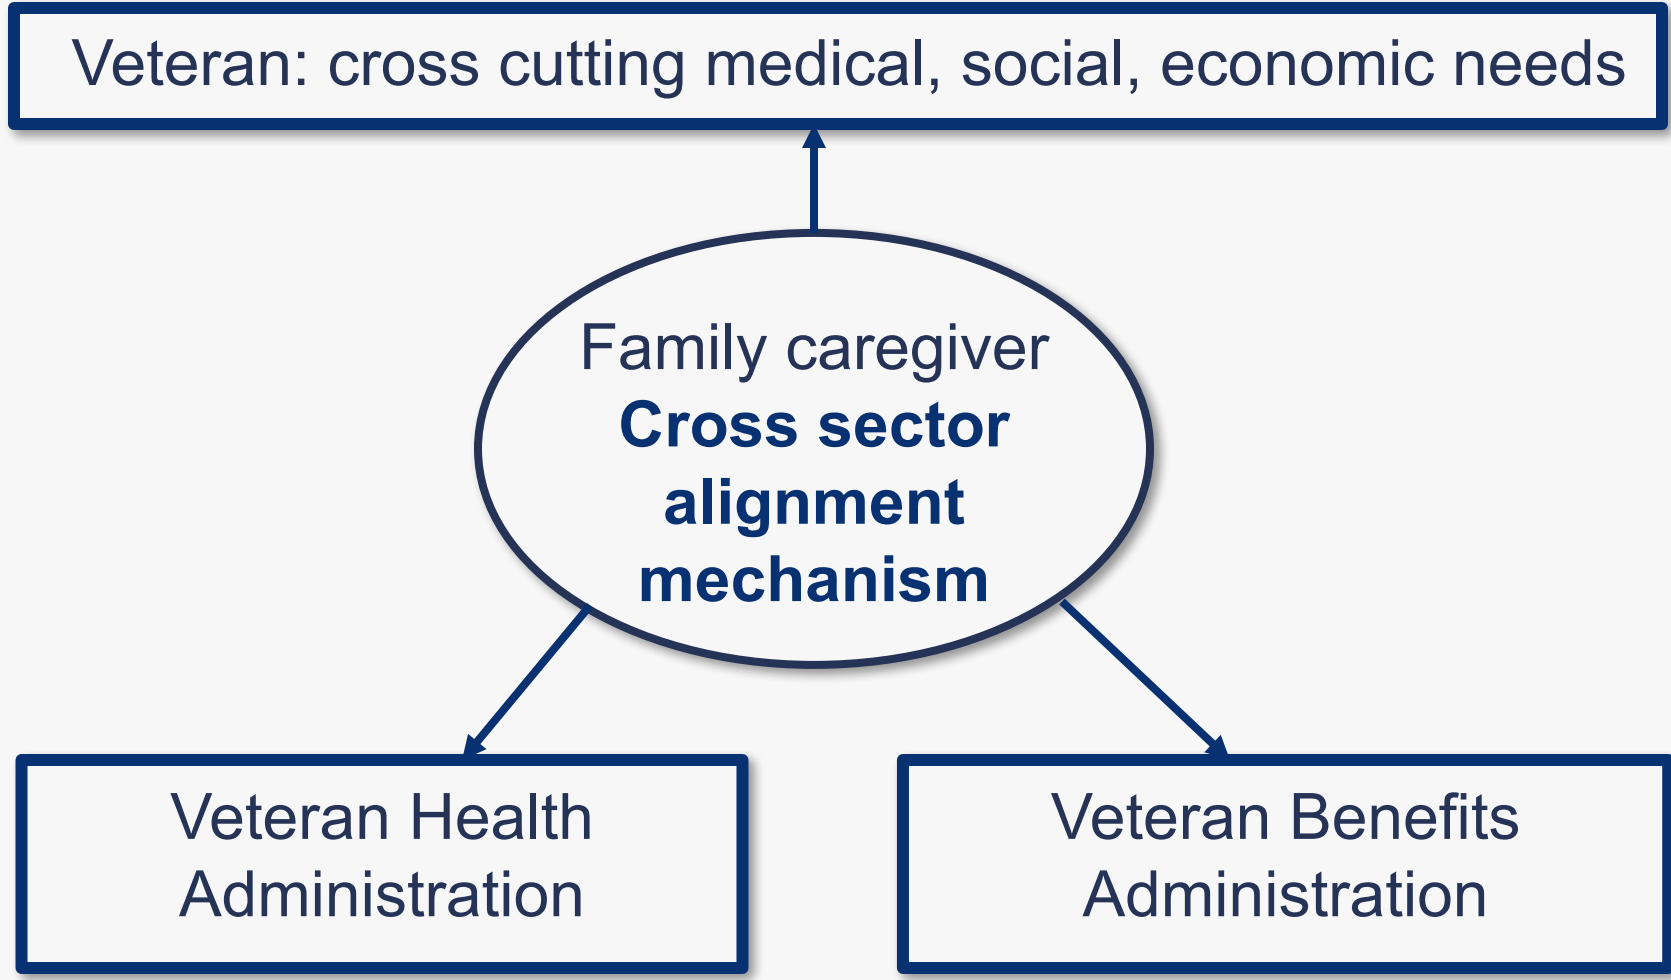 Veteran: cross cutting medical, social, economic needs
Family caregiver
Cross sector
alignment
mechanism
Veteran Health
Administration
Veteran Benefits
Administration